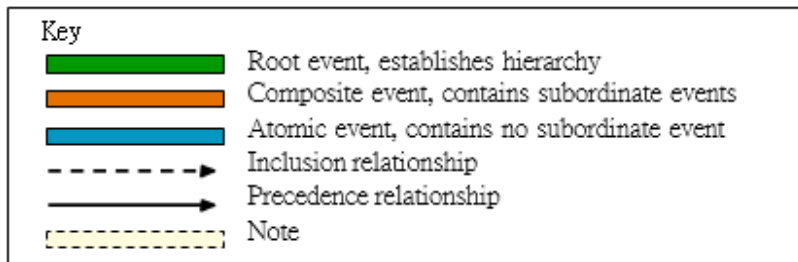 Key
Root event, establishes hierarchy
Composite event, contains subordinate events
Atomic event, contains no subordinate event
Inclusion relationship
Precedence relationship
Note